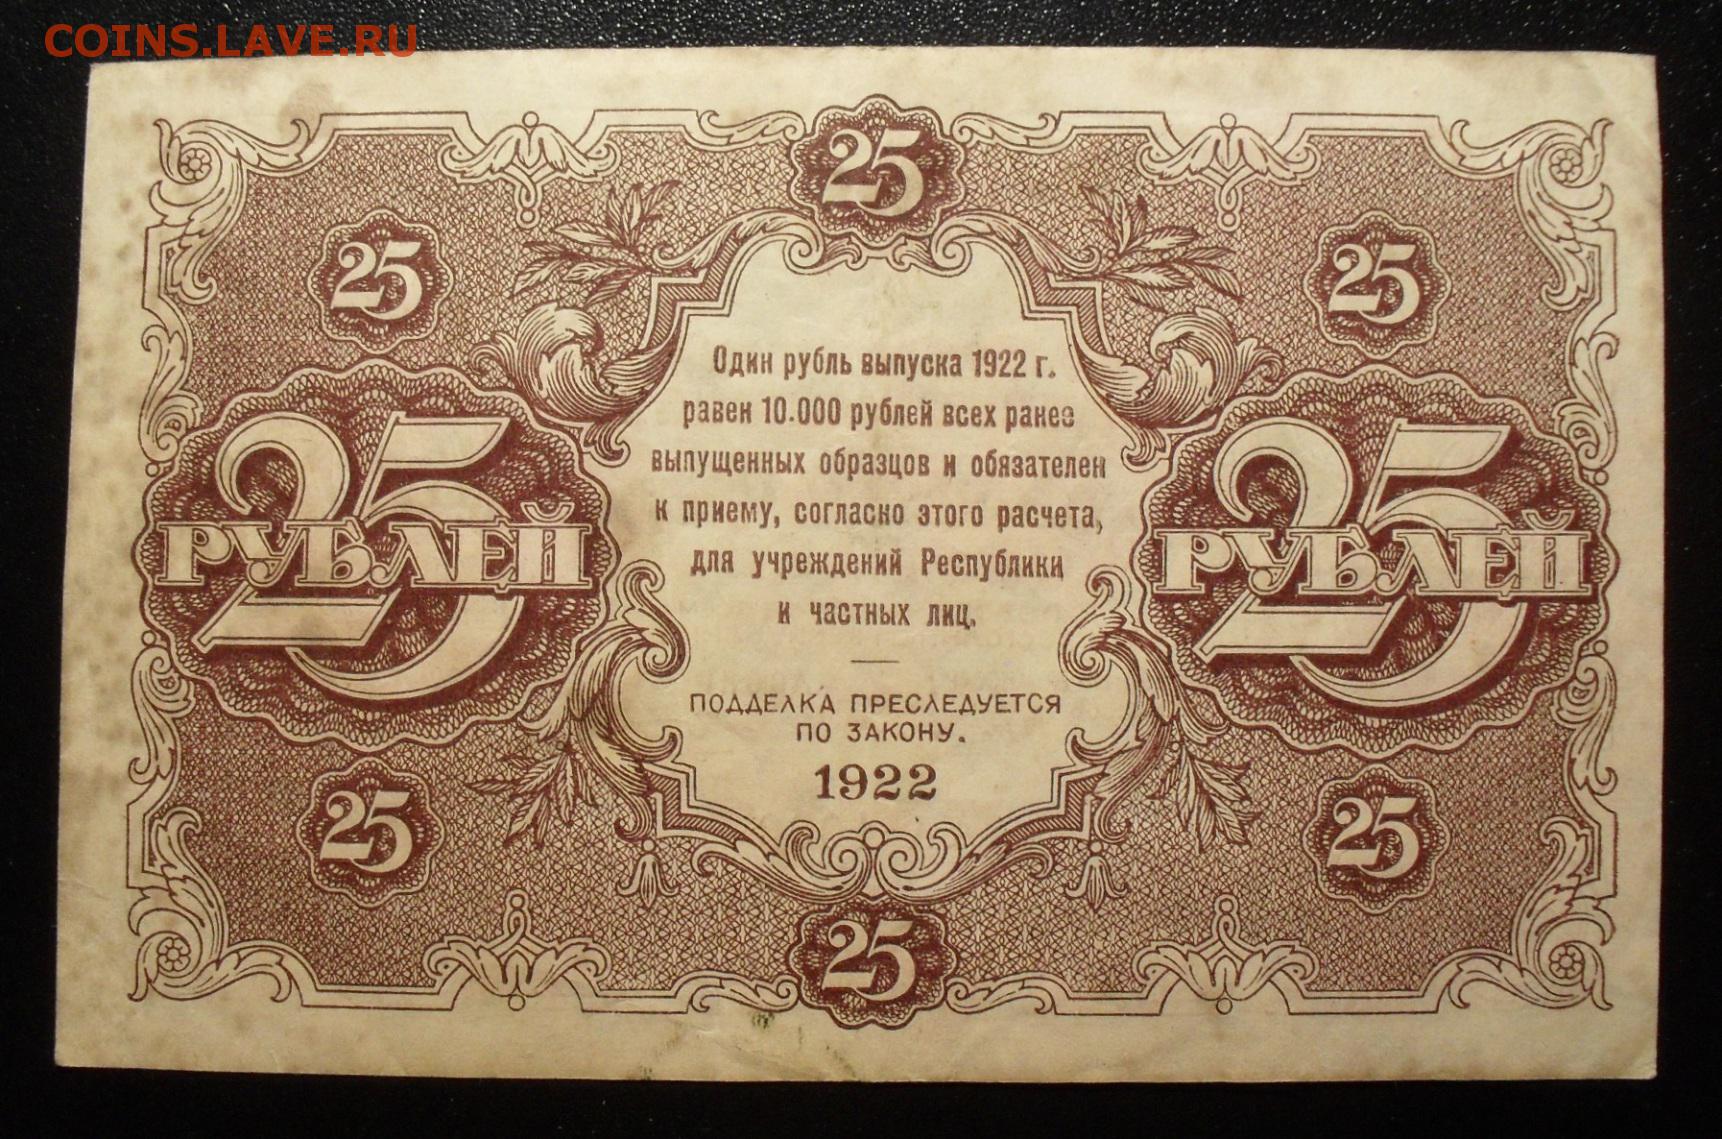 COINS.LAVE.RU
25
25
25
Один рубль выпуска 1922 г.
равен 10.000 рублей всех ранее
выпущенных образцов и обязателен
к приему, согласно этого расчета,
для учреждений Республики
и частных лиц.
25 РУБЛЕЙ
25 РУБЛЕЙ
ПОДДЕЛКА ПРЕСЛЕДУЕТСЯ
ПО ЗАКОНУ.
1922
25
25
25